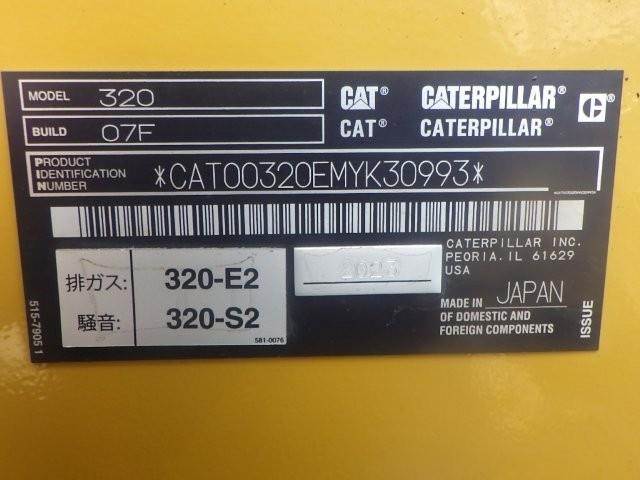 MODEL 320
BUILD 07F
PRODUCT IDENTIFICATION NUMBER *CAT00320EMYK30993*
CAT® CATERPILLAR®
CAT® CATERPILLAR®
排ガス: 320-E2
騒音: 320-S2
581-0076
2023
CATERPILLAR INC.
PEORIA, IL 61629
USA
MADE IN JAPAN
OF DOMESTIC AND
FOREIGN COMPONENTS
ISSUE
515-7905 1